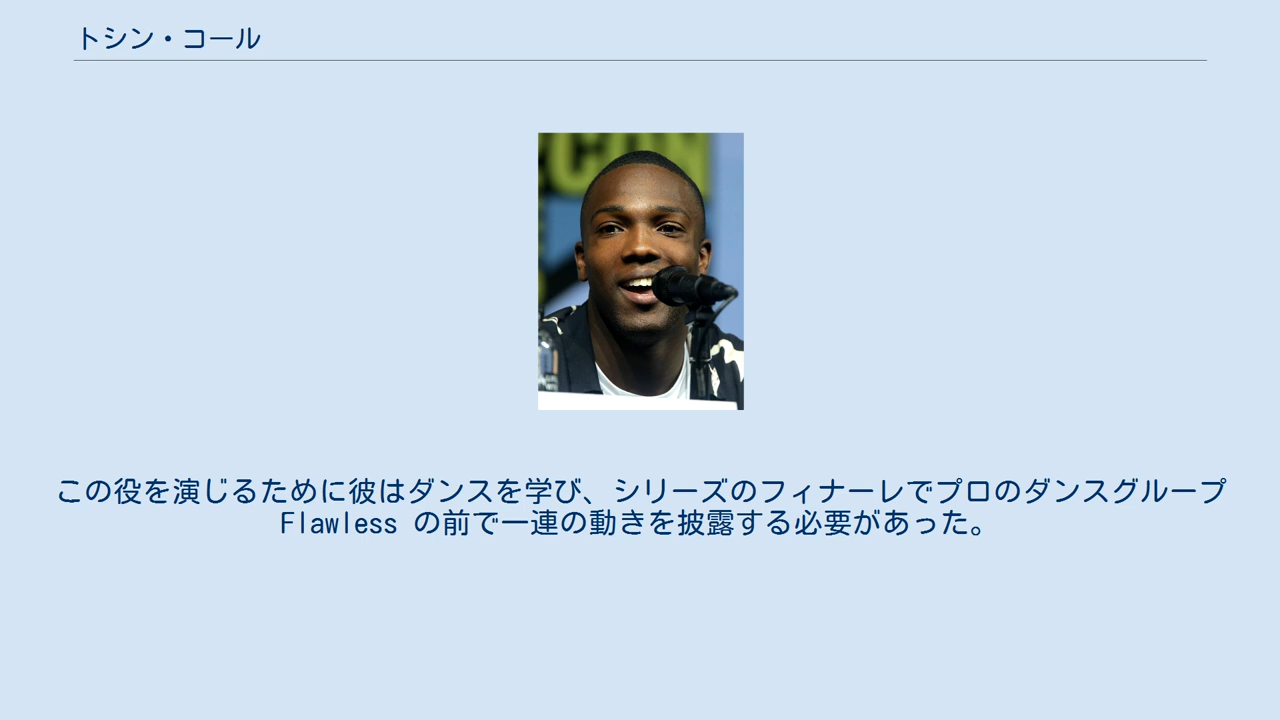 トシン・コール
CON
この役を演じるために彼はダンスを学び、シリーズのフィナーレでプロのダンスグループ
Flawless の前で一連の動きを披露する必要があった。